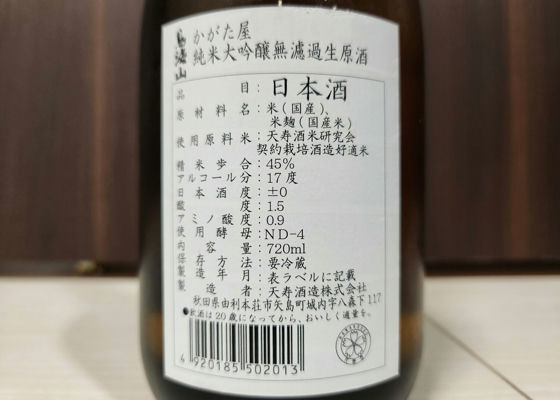 鳥海山
かがた屋
純米大吟醸無濾過生原酒
品目：日本酒
原材料名：米(国産)、
米麹(国産米)
使用原料米：天寿酒米研究会
契約栽培酒造好適米
精米歩合：45%
アルコール分：17度
日本酒度：±0
酸度：1.5
アミノ酸度：0.9
使用酵母：ND-4
内容量：720ml
保存方法：要冷蔵
製造年月：表ラベルに記載
製造者：天寿酒造株式会社
秋田県由利本荘市矢島町城内字八森下117
●飲酒は20歳になってから、おいしく適量を。
4920185502013